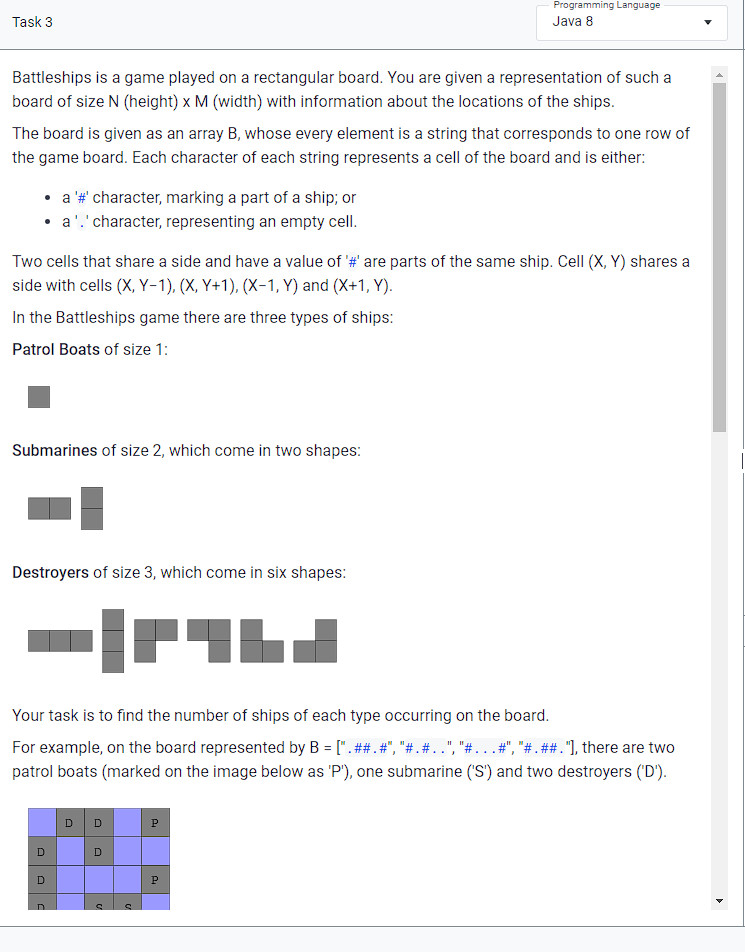 Programming Language
Task 3
Java 8
Battleships is a game played on a rectangular board. You are given a representation of such a
board of size N (height) x M (width) with information about the locations of the ships.
The board is given as an array B, whose every element is a string that corresponds to one row of
the game board. Each character of each string represents a cell of the board and is either:
• a '#' character, marking a part of a ship; or
• a '.' character, representing an empty cell.
Two cells that share a side and have a value of '#' are parts of the same ship. Cell (X, Y) shares a
side with cells (X, Y−1), (X, Y+1), (X−1, Y) and (X+1, Y).
In the Battleships game there are three types of ships:
Patrol Boats of size 1:
Submarines of size 2, which come in two shapes:
Destroyers of size 3, which come in six shapes:
Your task is to find the number of ships of each type occurring on the board.
For example, on the board represented by B = [".##.#", "#.#..", "#...#", "#.##."], there are two
patrol boats (marked on the image below as 'P'), one submarine ('S') and two destroyers ('D').
D D P
D D
D P
D S S